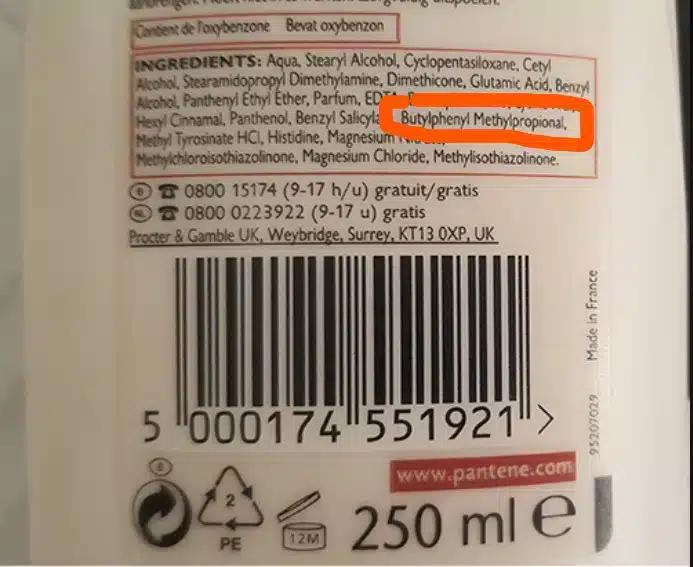 Contient de l'oxybenzone Bevat oxybenzon
INGREDIENTS: Aqua, Stearyl Alcohol, Cyclopentasiloxane, Cetyl
Alcohol, Stearamidopropyl Dimethylamine, Dimethicone, Glutamic Acid, Benzyl
Alcohol, Panthenyl Ethyl Ether, Parfum, EDTA,
Hexyl Cinnamal, Panthenol, Benzyl Butylphenyl Methylpropional,
Methyl Tyrosinate HCl, Histidine, Magnesium
Methylchloroisothiazolinone, Magnesium Chloride, Methylisothiazolinone.
B ☎ 0800 15174 (9-17 h/u) gratuit/gratis
NL ☎ 0800 0223922 (9-17 u) gratis
Procter & Gamble UK, Weybridge, Surrey, KT13 0XP, UK
5 000174 551921 >
95207029 Made in France
www.pantene.com
2
PE
12M
250 ml e